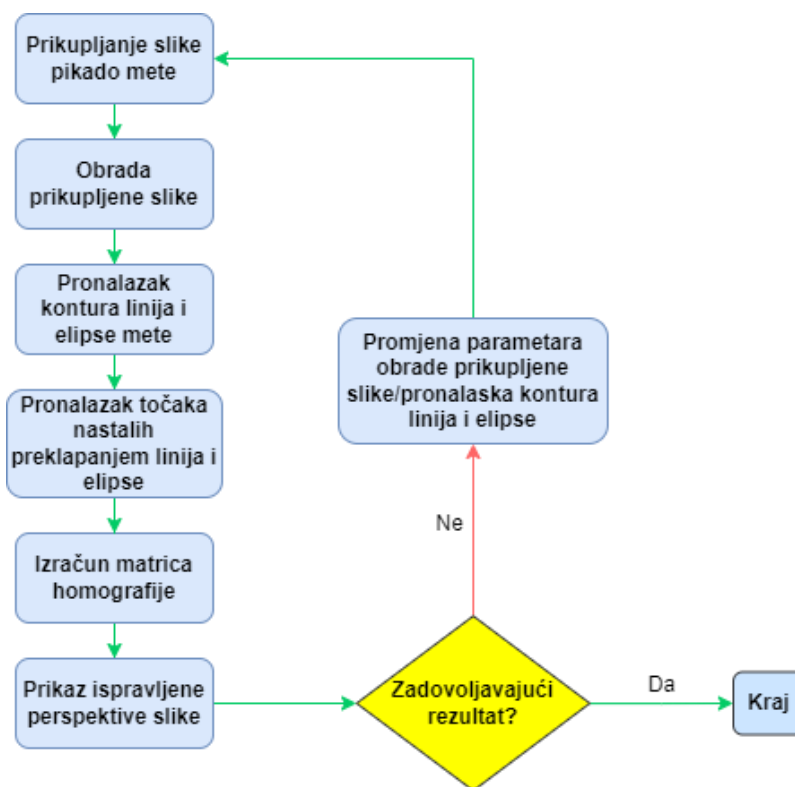 Prikupljanje slike
pikado mete
Obrada
prikupljene slike
Pronalazak
kontura linija i
elipse mete
Pronalazak točaka
nastalih
preklapanjem linija i
elipse
Izračun matrica
homografije
Prikaz ispravljene
perspektive slike
Zadovoljavajući
rezultat?
Ne
Promjena parametara
obrade prikupljene
slike/pronalaska kontura
linija i elipse
Da
Kraj